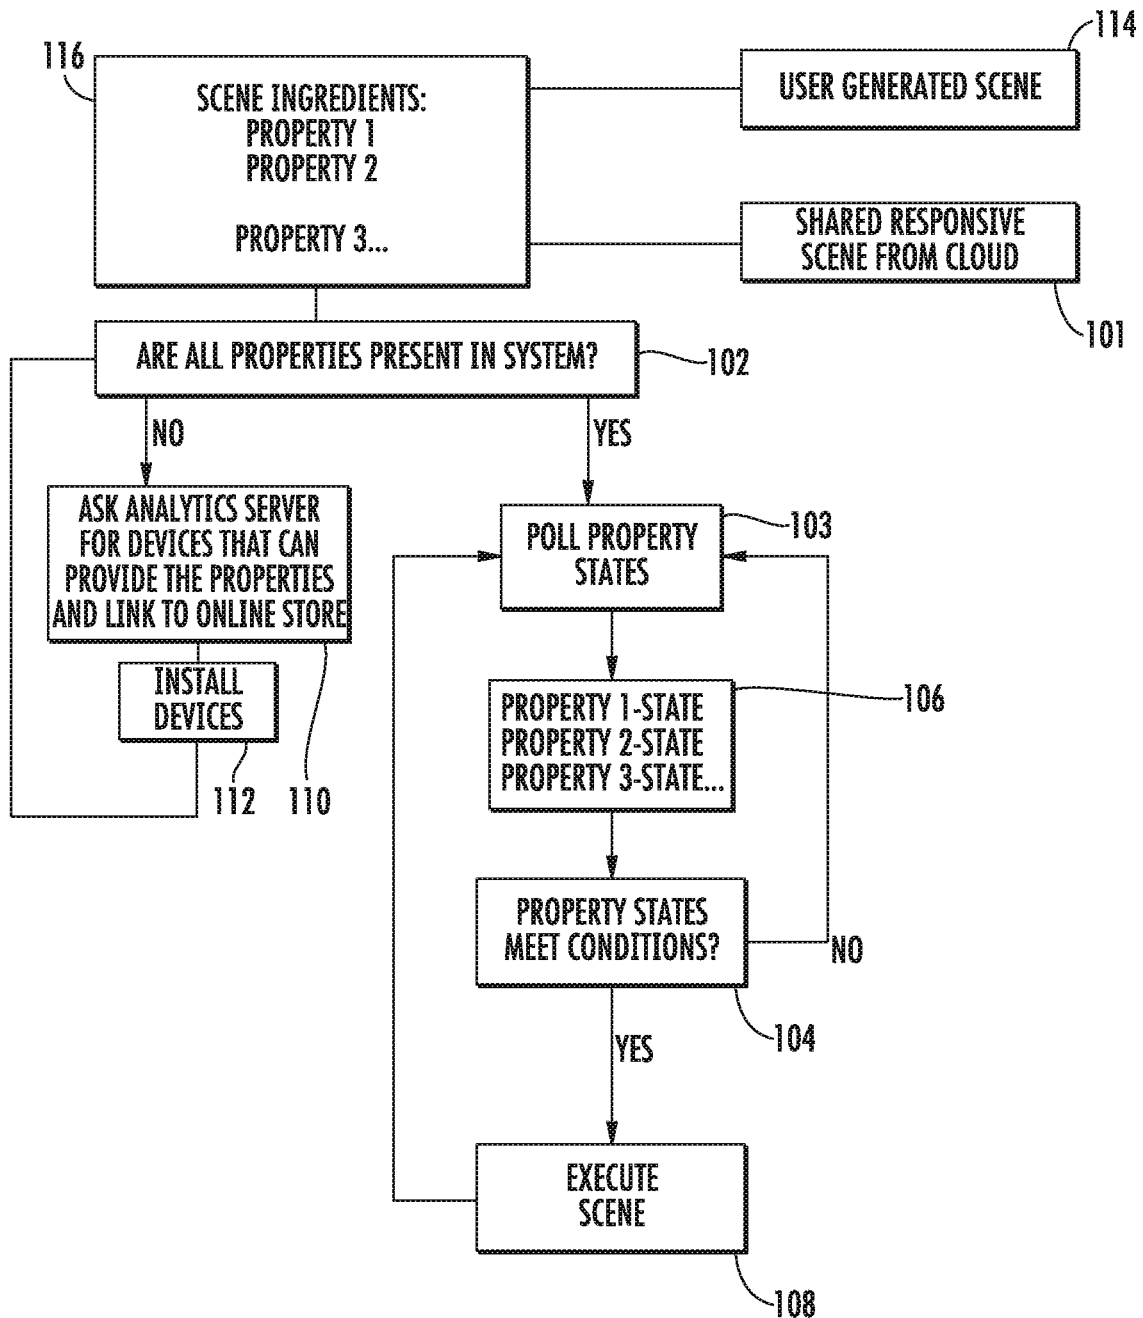 116
SCENE INGREDIENTS:
PROPERTY 1
PROPERTY 2
PROPERTY 3...
114
USER GENERATED SCENE
SHARED RESPONSIVE
SCENE FROM CLOUD
101
ARE ALL PROPERTIES PRESENT IN SYSTEM?
102
NO
YES
ASK ANALYTICS SERVER
FOR DEVICES THAT CAN
PROVIDE THE PROPERTIES
AND LINK TO ONLINE STORE
110
INSTALL
DEVICES
112
POLL PROPERTY
STATES
103
PROPERTY 1-STATE
PROPERTY 2-STATE
PROPERTY 3-STATE...
106
PROPERTY STATES
MEET CONDITIONS?
NO
104
YES
EXECUTE
SCENE
108